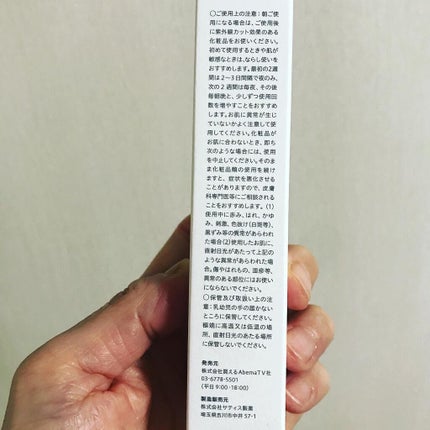 〇ご使用上の注意：朝ご使
用になる場合は、ご使用後
に紫外線カット効果のある
化粧品をお使いください。
初めて使用するときや肌が
敏感なときは、ならし使いを
おすすめします。最初の2週
間は2～3日間隔で夜のみ、
次の2週間は毎夜、その後
毎朝晩と、少しずつ使用回
数を増やすことをおすすめ
します。お肌に異常が生じ
ていないかよく注意して使
用してください。化粧品が
お肌に合わないとき、即ち
次のような場合には、使用
を中止してください。そのま
ま化粧品類の使用を続け
ますと、症状を悪化させる
ことがありますので、皮膚
科専門医等にご相談される
ことをおすすめします。(1)
使用中に赤み、はれ、かゆ
み、刺激、色抜け(白斑等)、
黒ずみ等の異常があらわれ
た場合(2)使用したお肌に、
直射日光があたって上記の
ような異常があらわれた場
合。傷やはれもの、湿疹等、
異常のある部位にはお使い
にならないでください。
〇保管及び取扱い上の注
意：乳幼児の手の届かない
ところに保管してください。
極端に高温又は低温の場
所、直射日光のあたる場所
に保管しないでください。
発売元
株式会社買えるAbemaTV社
03-6778-5501
(平日 9:00-18:00)
製造販売元
株式会社サティス製薬
埼玉県吉川市中井 57-1